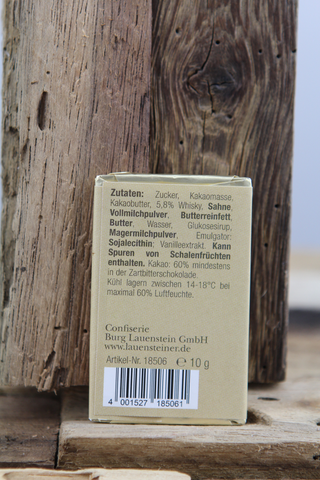 Zutaten: Zucker, Kakaomasse,
Kakaobutter, 5,8% Whisky, Sahne,
Vollmilchpulver, Butterreinfett,
Butter, Wasser, Glukosesirup,
Magermilchpulver, Emulgator:
Sojalecithin; Vanilleextrakt. Kann
Spuren von Schalenfrüchten
enthalten. Kakao: 60% mindestens
in der Zartbitterschokolade.
Kühl lagern zwischen 14-18°C bei
maximal 60% Luftfeuchte.
Confiserie
Burg Lauenstein GmbH
www.lauensteiner.de
Artikel-Nr. 18506 ℮ 10 g
4 001527 185061